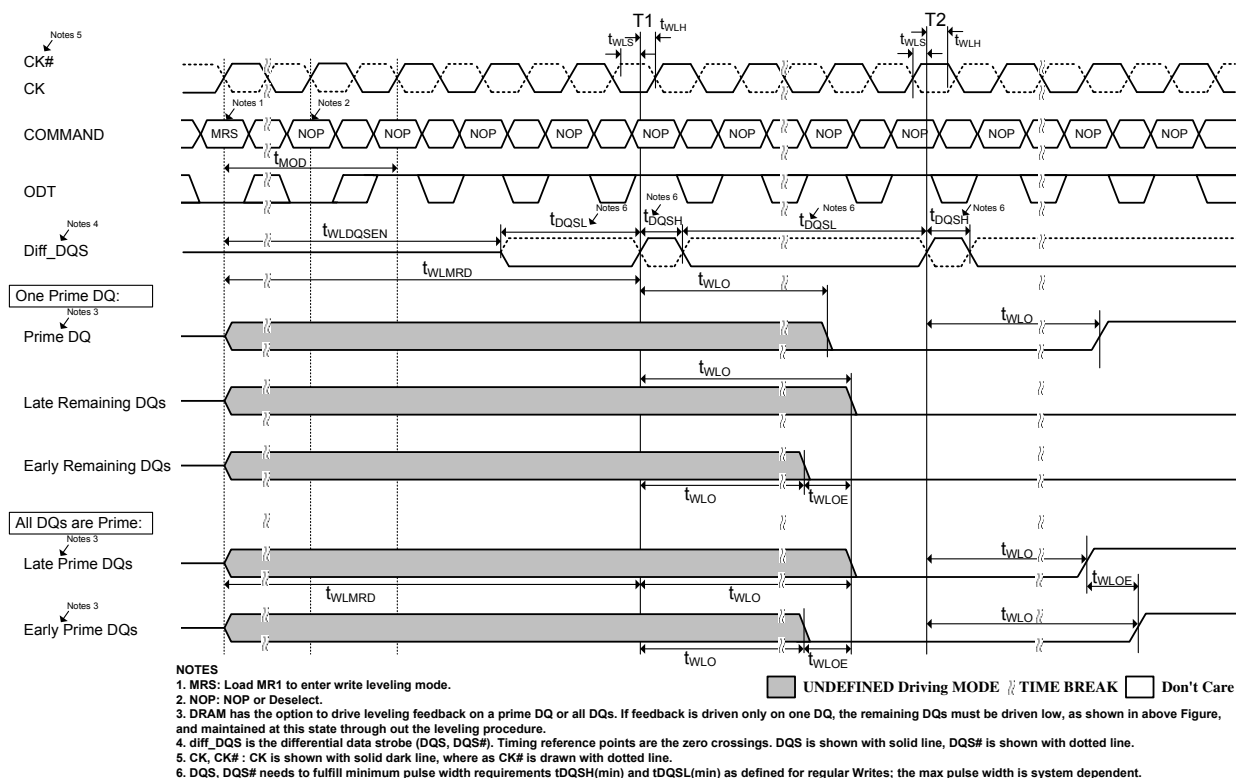 T1 T2
Notes 5 tWLS tWLH tWLS tWLH
CK#
CK
Notes 1 Notes 2
COMMAND MRS NOP NOP NOP NOP NOP NOP NOP NOP NOP NOP NOP NOP
tMOD
ODT
Notes 4 tWLDQSEN tDQSL Notes 6 tDQSH Notes 6 tDQSL Notes 6 tDQSH Notes 6
Diff_DQS
tWLMRD tWLO
One Prime DQ:
Notes 3 tWLO
Prime DQ
tWLO
Late Remaining DQs
Early Remaining DQs
tWLO tWLOE
All DQs are Prime:
Notes 3 tWLO
Late Prime DQs
tWLMRD tWLO tWLOE
Notes 3 tWLO
Early Prime DQs
tWLO tWLOE
NOTES
1. MRS: Load MR1 to enter write leveling mode.
2. NOP: NOP or Deselect.
UNDEFINED Driving MODE TIME BREAK Don't Care
3. DRAM has the option to drive leveling feedback on a prime DQ or all DQs. If feedback is driven only on one DQ, the remaining DQs must be driven low, as shown in above Figure,
and maintained at this state through out the leveling procedure.
4. diff_DQS is the differential data strobe (DQS, DQS#). Timing reference points are the zero crossings. DQS is shown with solid line, DQS# is shown with dotted line.
5. CK, CK# : CK is shown with solid dark line, where as CK# is drawn with dotted line.
6. DQS, DQS# needs to fulfill minimum pulse width requirements tDQSH(min) and tDQSL(min) as defined for regular Writes; the max pulse width is system dependent.